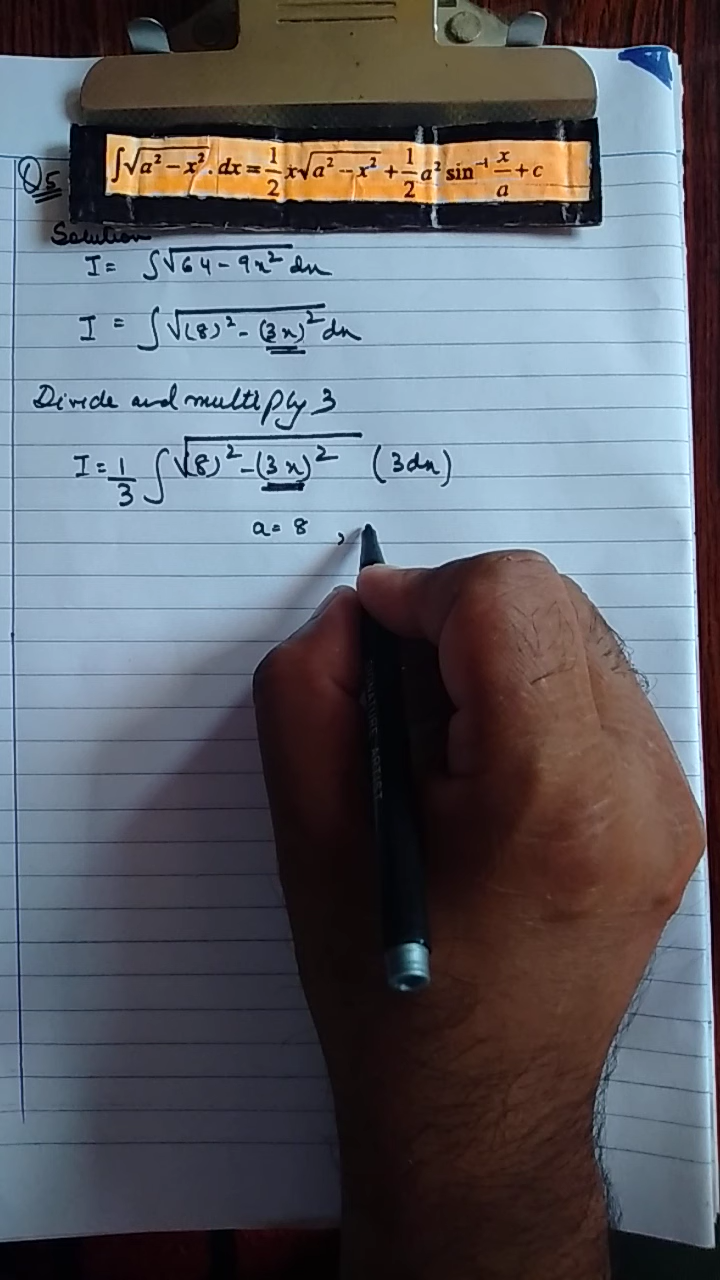 Q5
∫√a² − x² . dx = 1/2 x√a² − x² + 1/2 a² sin⁻¹ x/a + c
Solution
I = ∫√64 − 9x² dx
I = ∫√(8)² − (3x)² dx
Divide and multiply 3
I = 1/3 ∫√(8)² − (3x)² (3dx)
a = 8 ,